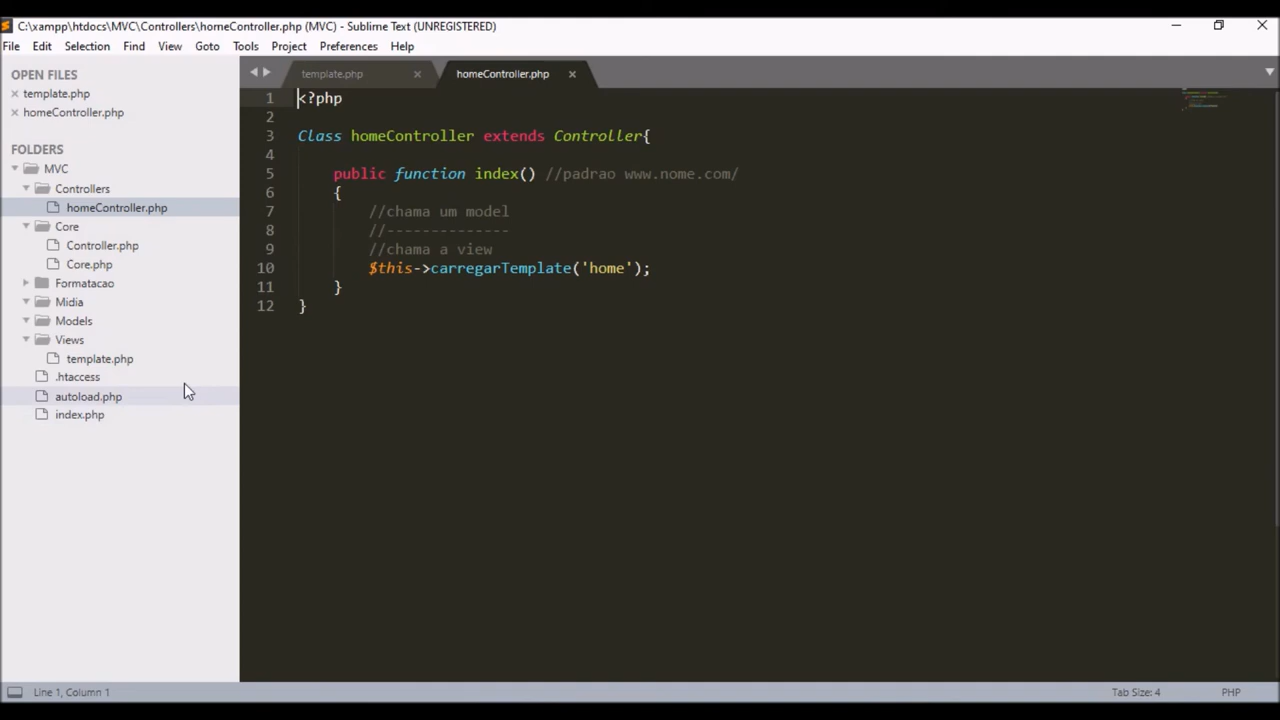 C:\xampp\htdocs\MVC\Controllers\homeController.php (MVC) - Sublime Text (UNREGISTERED)
File Edit Selection Find View Goto Tools Project Preferences Help
OPEN FILES
template.php
homeController.php
FOLDERS
MVC
Controllers
homeController.php
Core
Controller.php
Core.php
Formatacao
Midia
Models
Views
template.php
.htaccess
autoload.php
index.php
template.php homeController.php
1 <?php
2
3 Class homeController extends Controller{
4
5 public function index() //padrao www.nome.com/
6 {
7 //chama um model
8 //--------------
9 //chama a view
10 $this->carregarTemplate('home');
11 }
12 }
Line 1, Column 1 Tab Size: 4 PHP